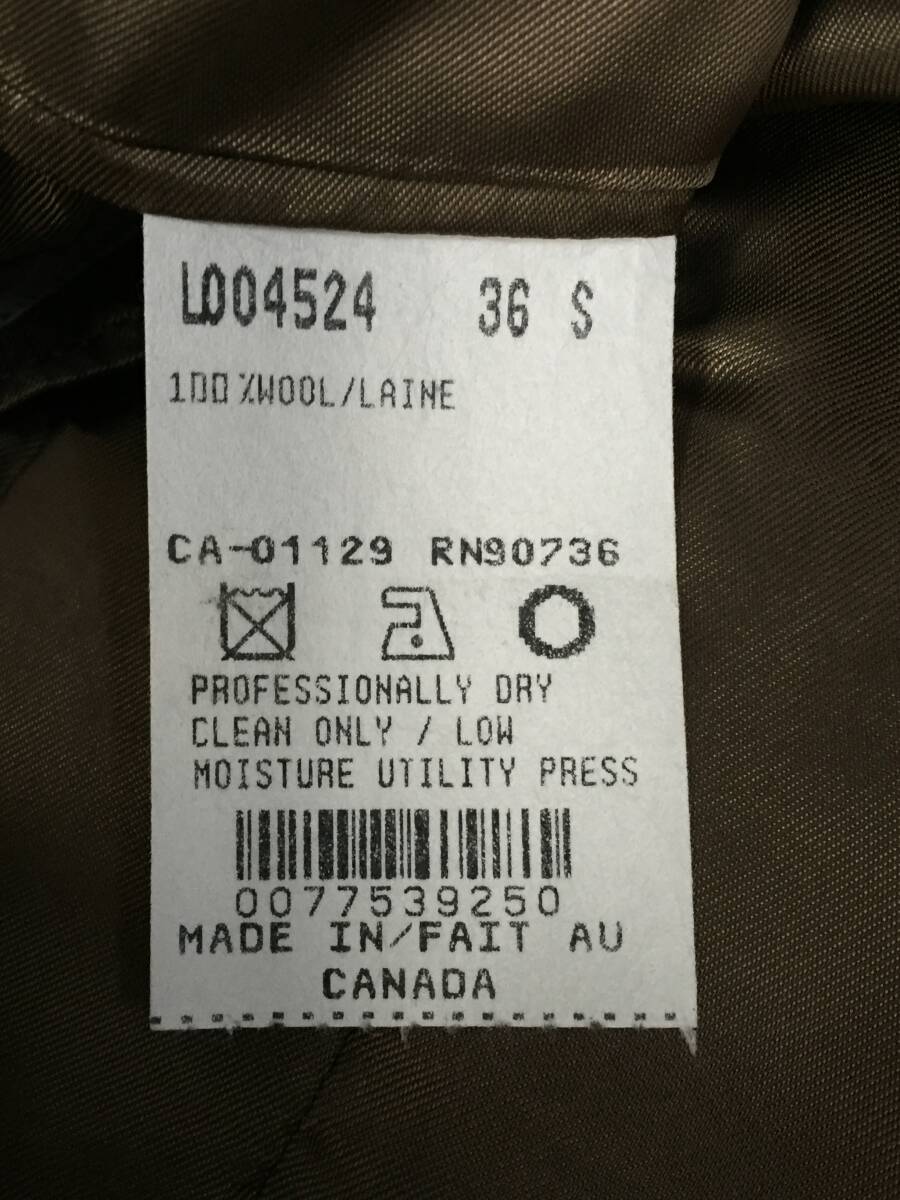 L004524 36 S
100%WOOL/LAINE
CA-01129 RN90736
PROFESSIONALLY DRY
CLEAN ONLY / LOW
MOISTURE UTILITY PRESS
0077539250
MADE IN/FAIT AU
CANADA